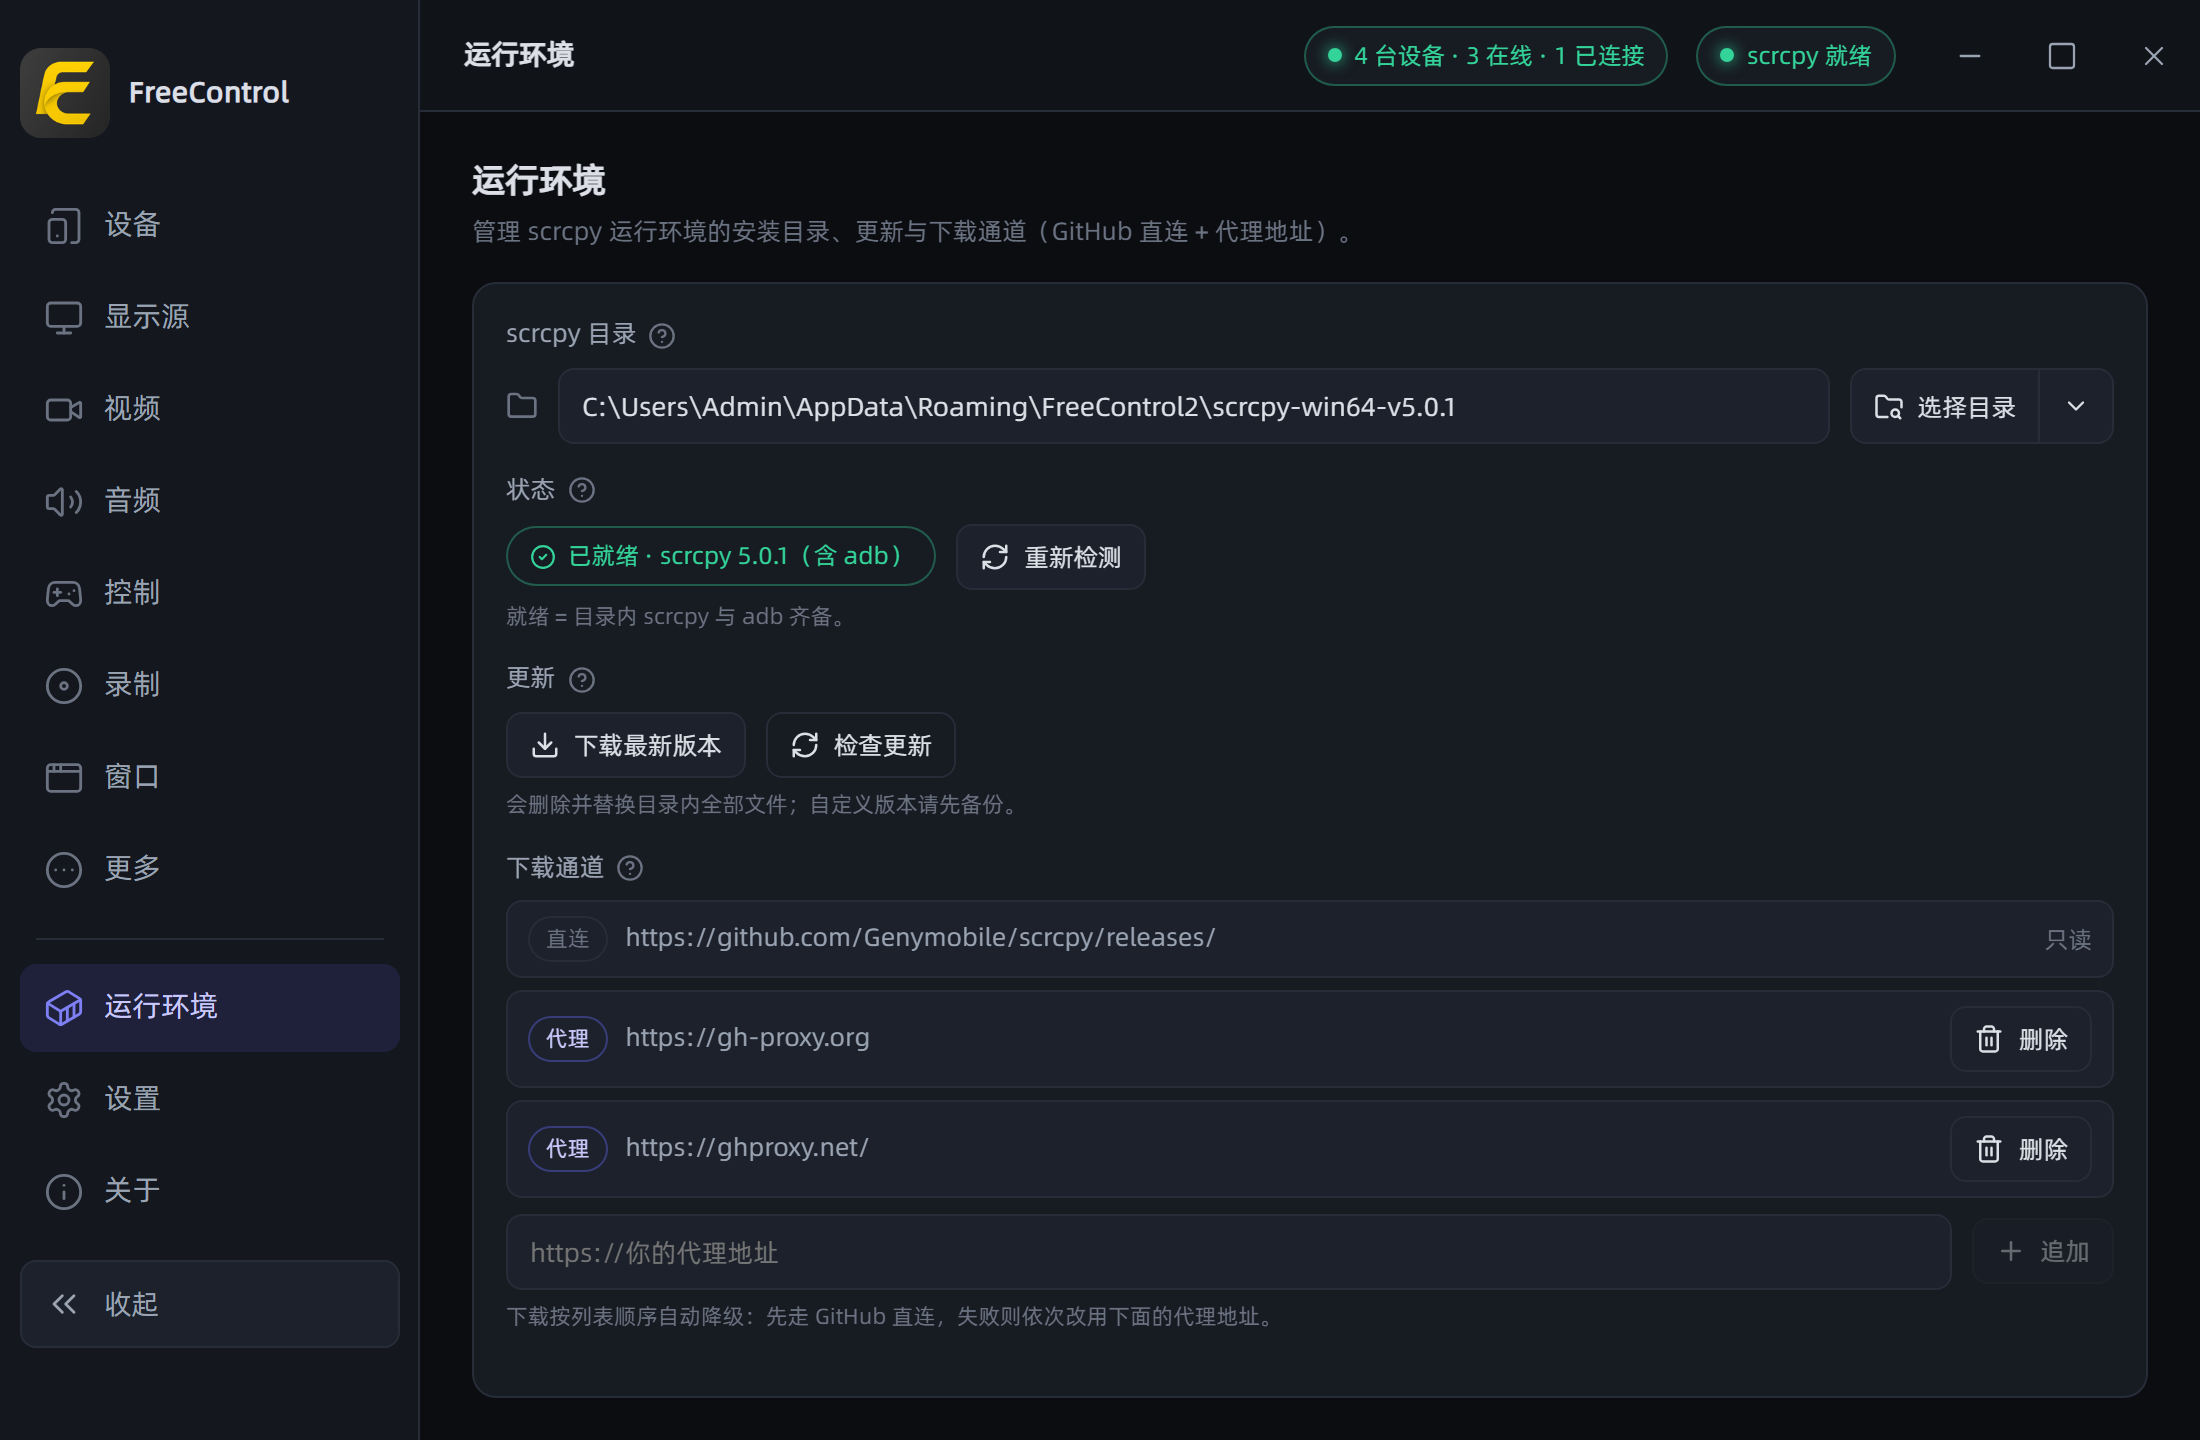 FreeControl
设备
显示源
视频
音频
控制
录制
窗口
更多
运行环境
设置
关于
收起
运行环境
4 台设备 · 3 在线 · 1 已连接
scrcpy 就绪
运行环境
管理 scrcpy 运行环境的安装目录、更新与下载通道（GitHub 直连 + 代理地址）。
scrcpy 目录
C:\Users\Admin\AppData\Roaming\FreeControl2\scrcpy-win64-v5.0.1
选择目录
状态
已就绪 · scrcpy 5.0.1（含 adb）
重新检测
就绪 = 目录内 scrcpy 与 adb 齐备。
更新
下载最新版本
检查更新
会删除并替换目录内全部文件；自定义版本请先备份。
下载通道
直连 https://github.com/Genymobile/scrcpy/releases/ 只读
代理 https://gh-proxy.org 删除
代理 https://ghproxy.net/ 删除
https://你的代理地址 追加
下载按列表顺序自动降级：先走 GitHub 直连，失败则依次改用下面的代理地址。